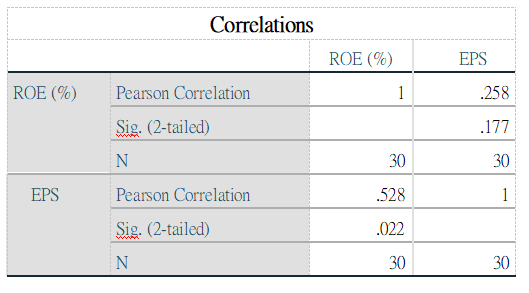 Correlations
ROE (%) EPS
ROE (%) Pearson Correlation 1 .258
Sig. (2-tailed) .177
N 30 30
EPS Pearson Correlation .528 1
Sig. (2-tailed) .022
N 30 30